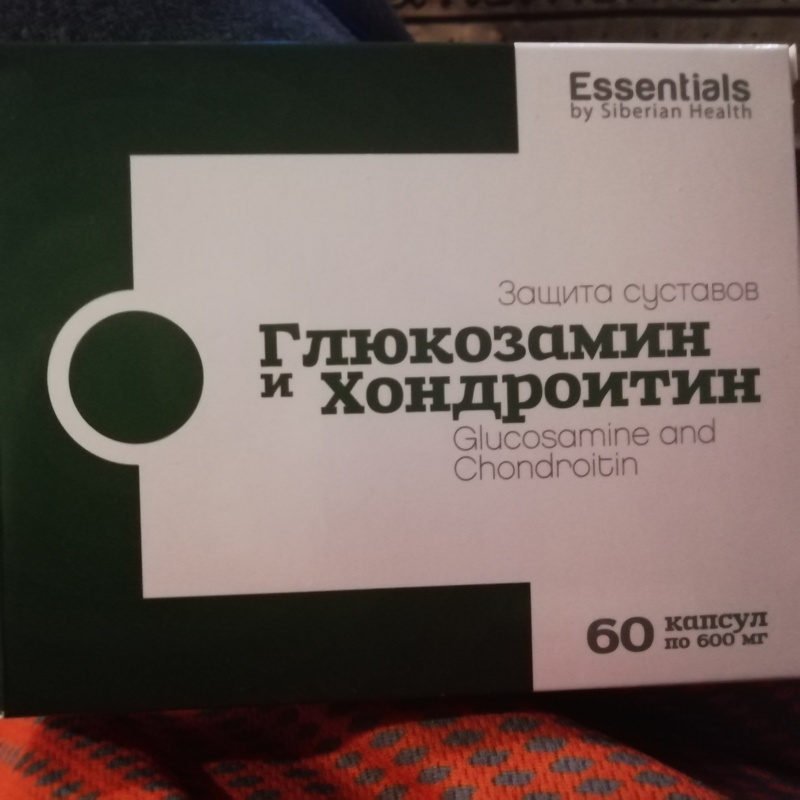 Essentials
by Siberian Health
Защита суставов
Глюкозамин
и Хондроитин
Glucosamine and
Chondroitin
60 капсул
по 600 мг